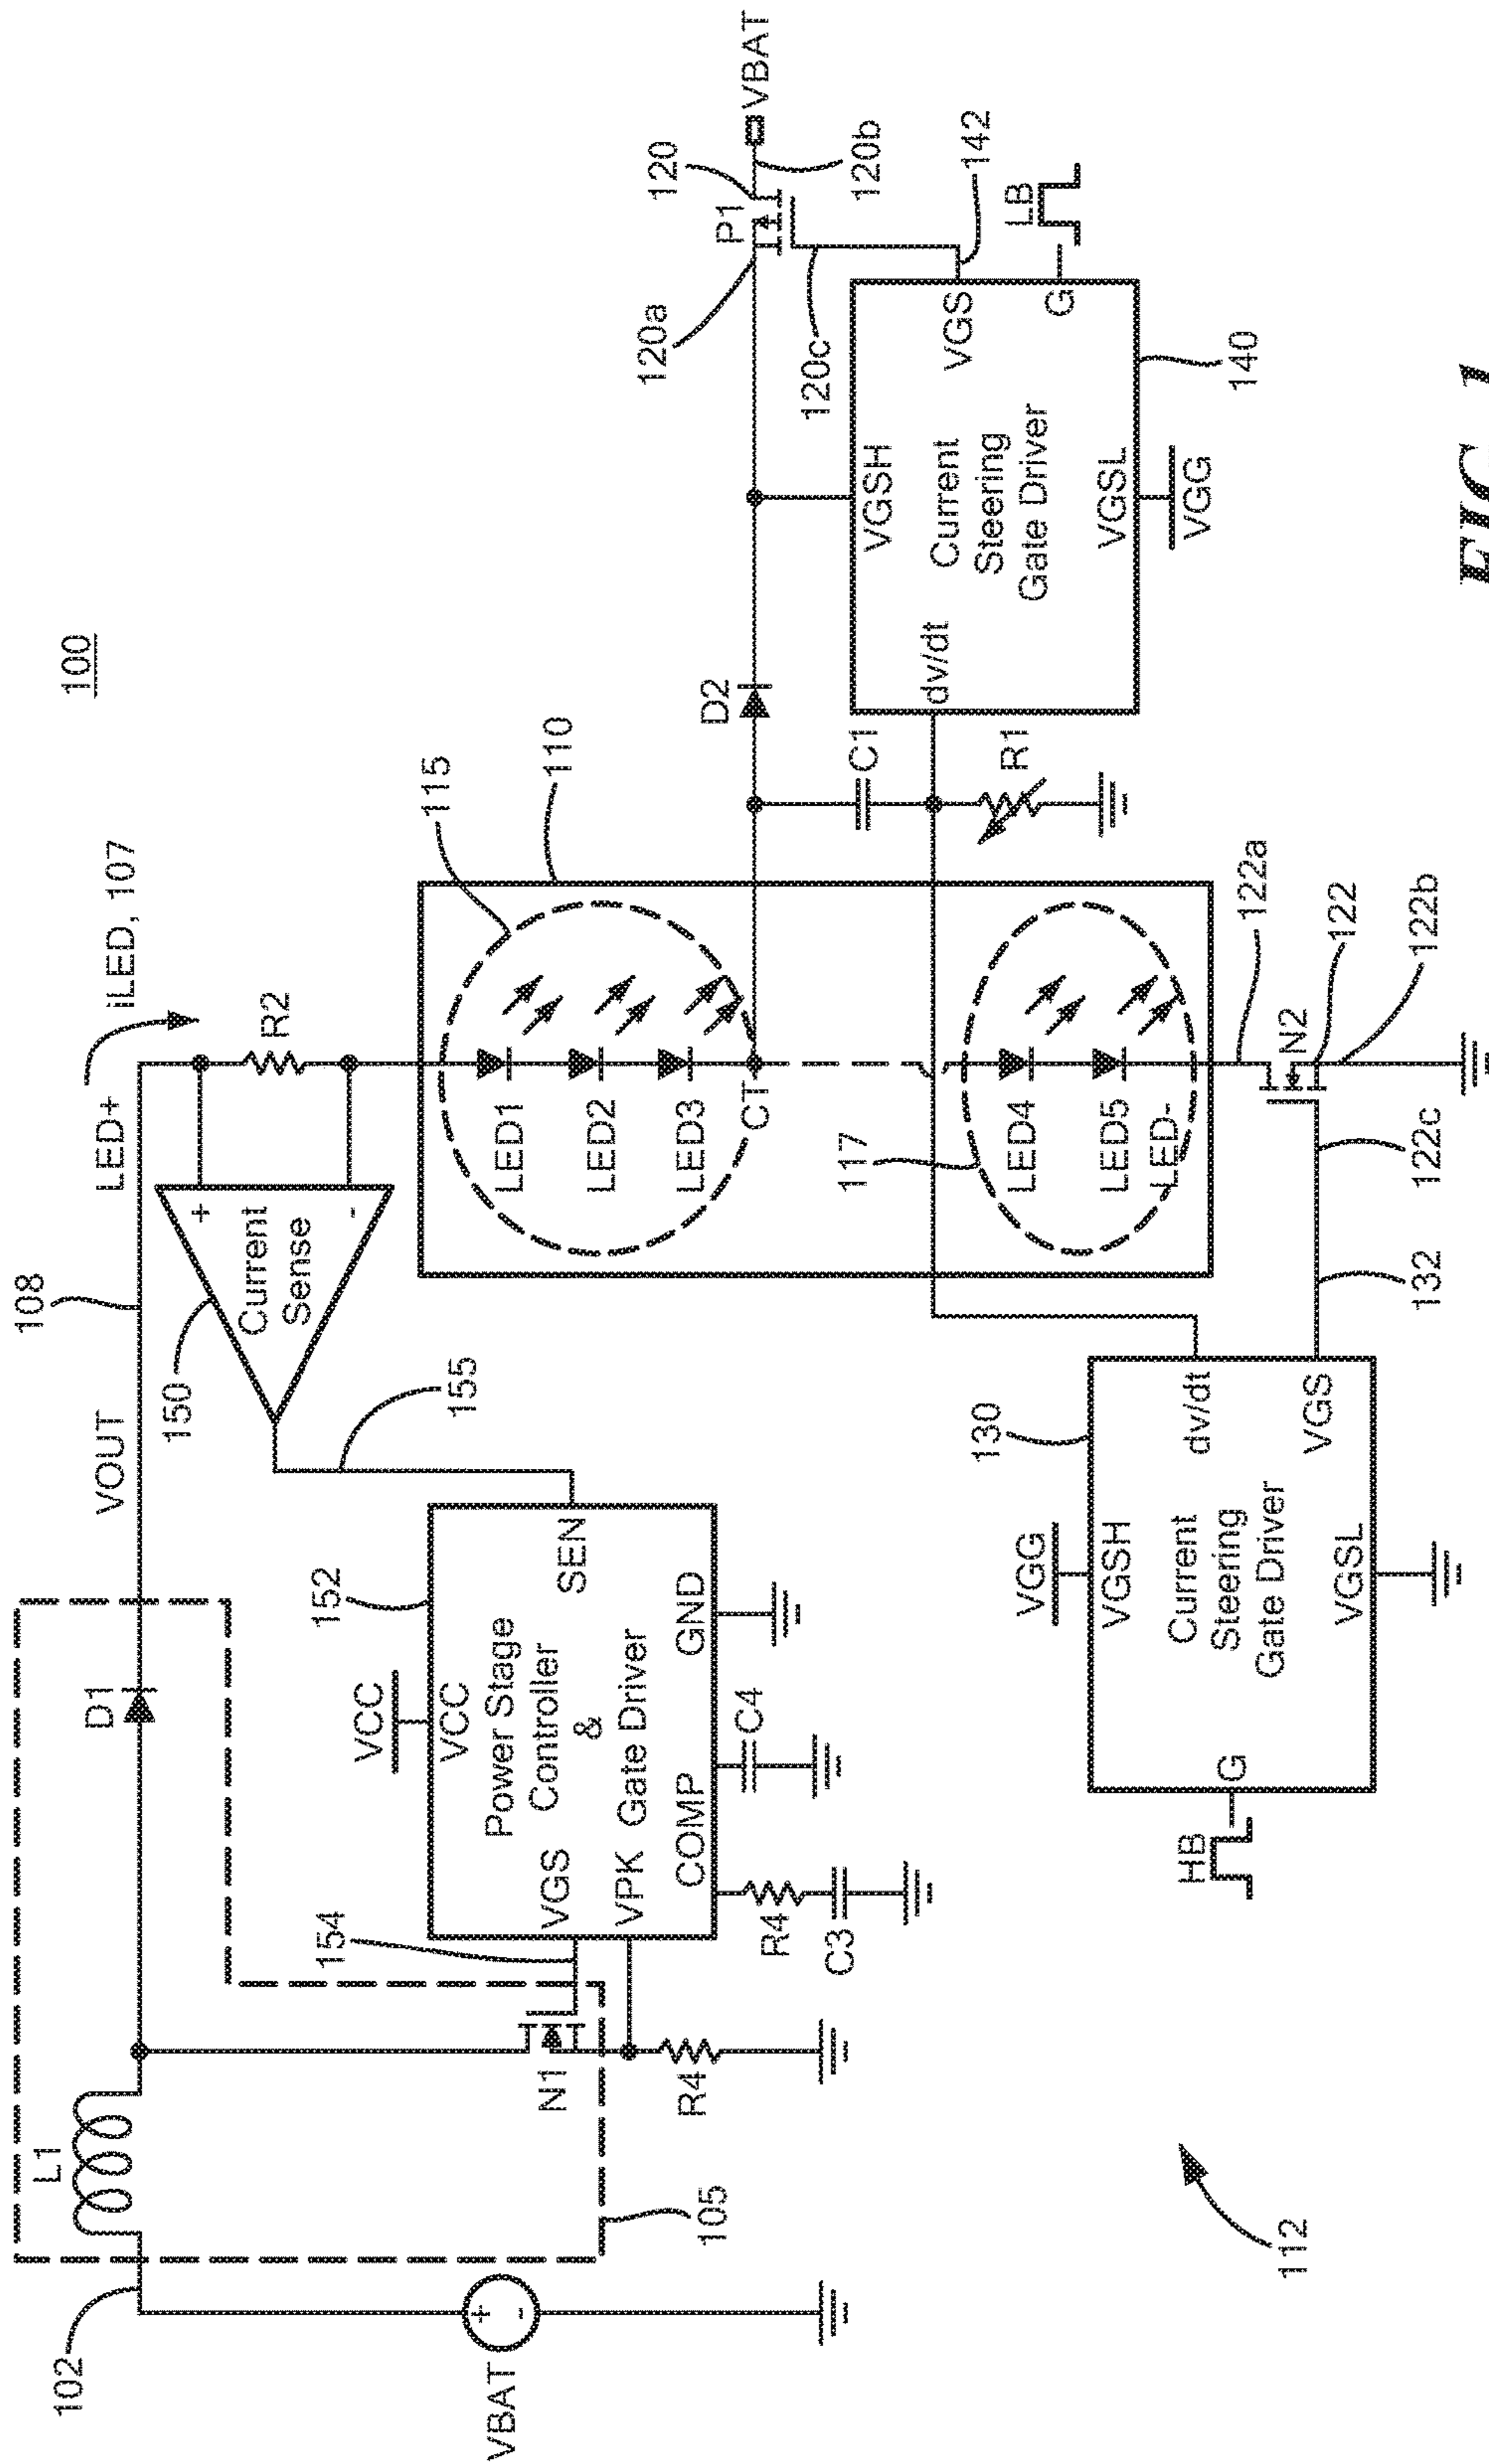 100
102
L1
D1
VOUT
108
LED+
iLED, 107
VBAT
+
-
105
N1
154
R4
VCC
VCC
152
Power Stage
Controller
&
Gate Driver
VGS
VPK
SEN
COMP
GND
R4
C3
C4
155
150
Current
Sense
+
-
R2
115
110
LED1
LED2
LED3
CT
117
LED4
LED5
LED-
D2
C1
R1
dv/dt
VGSH
Current
Steering
Gate Driver
VGSL
VGG
VGS
G
140
LB
142
120a
120c
P1
120
120b
VBAT
HB
G
VGG
VGSH
130
Current
Steering
Gate Driver
VGSL
dv/dt
VGS
132
122c
N2
122a
122
122b
112
FIG. 1